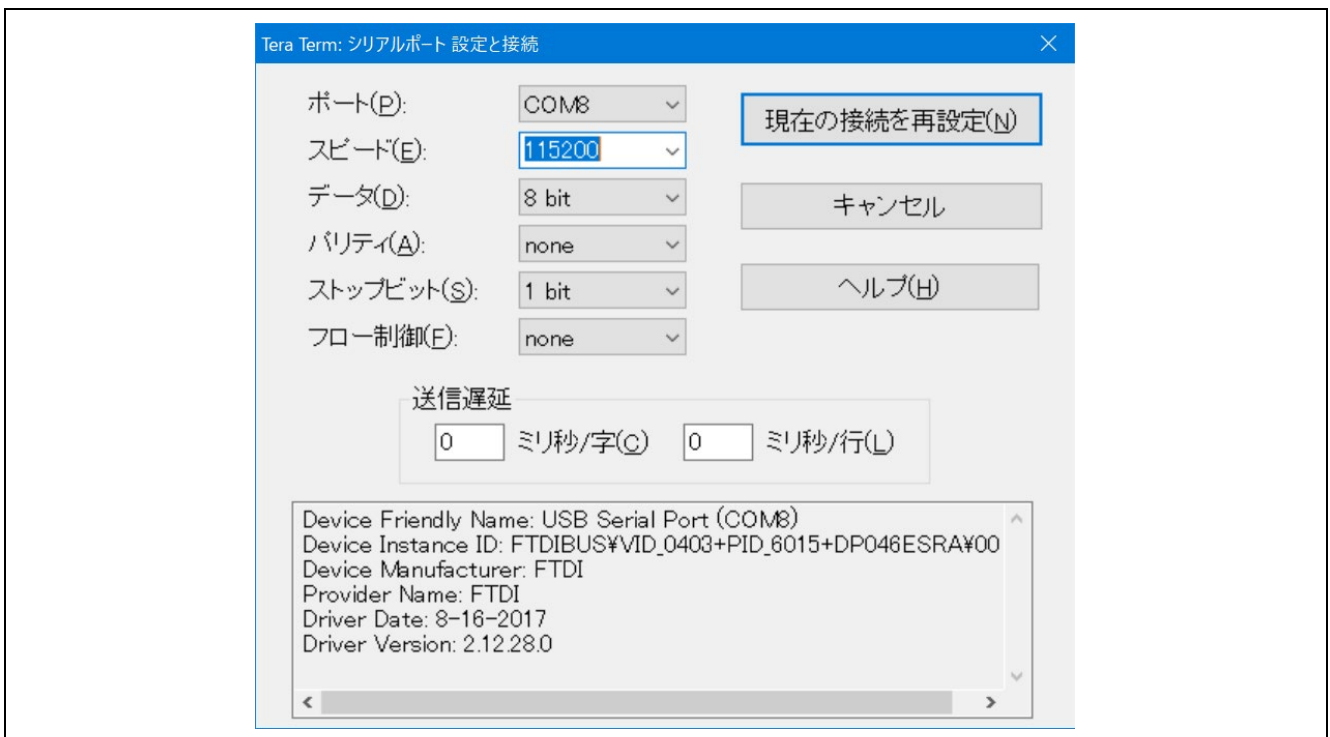 Tera Term: シリアルポート 設定と接続
ポート(P): COM8
現在の接続を再設定(N)
スピード(E): 115200
データ(D): 8 bit
キャンセル
パリティ(A): none
ストップビット(S): 1 bit
ヘルプ(H)
フロー制御(F): none
送信遅延
0 ミリ秒/字(C) 0 ミリ秒/行(L)
Device Friendly Name: USB Serial Port (COM8)
Device Instance ID: FTDIBUS¥VID_0403+PID_6015+DP046ESRA¥00
Device Manufacturer: FTDI
Provider Name: FTDI
Driver Date: 8-16-2017
Driver Version: 2.12.28.0